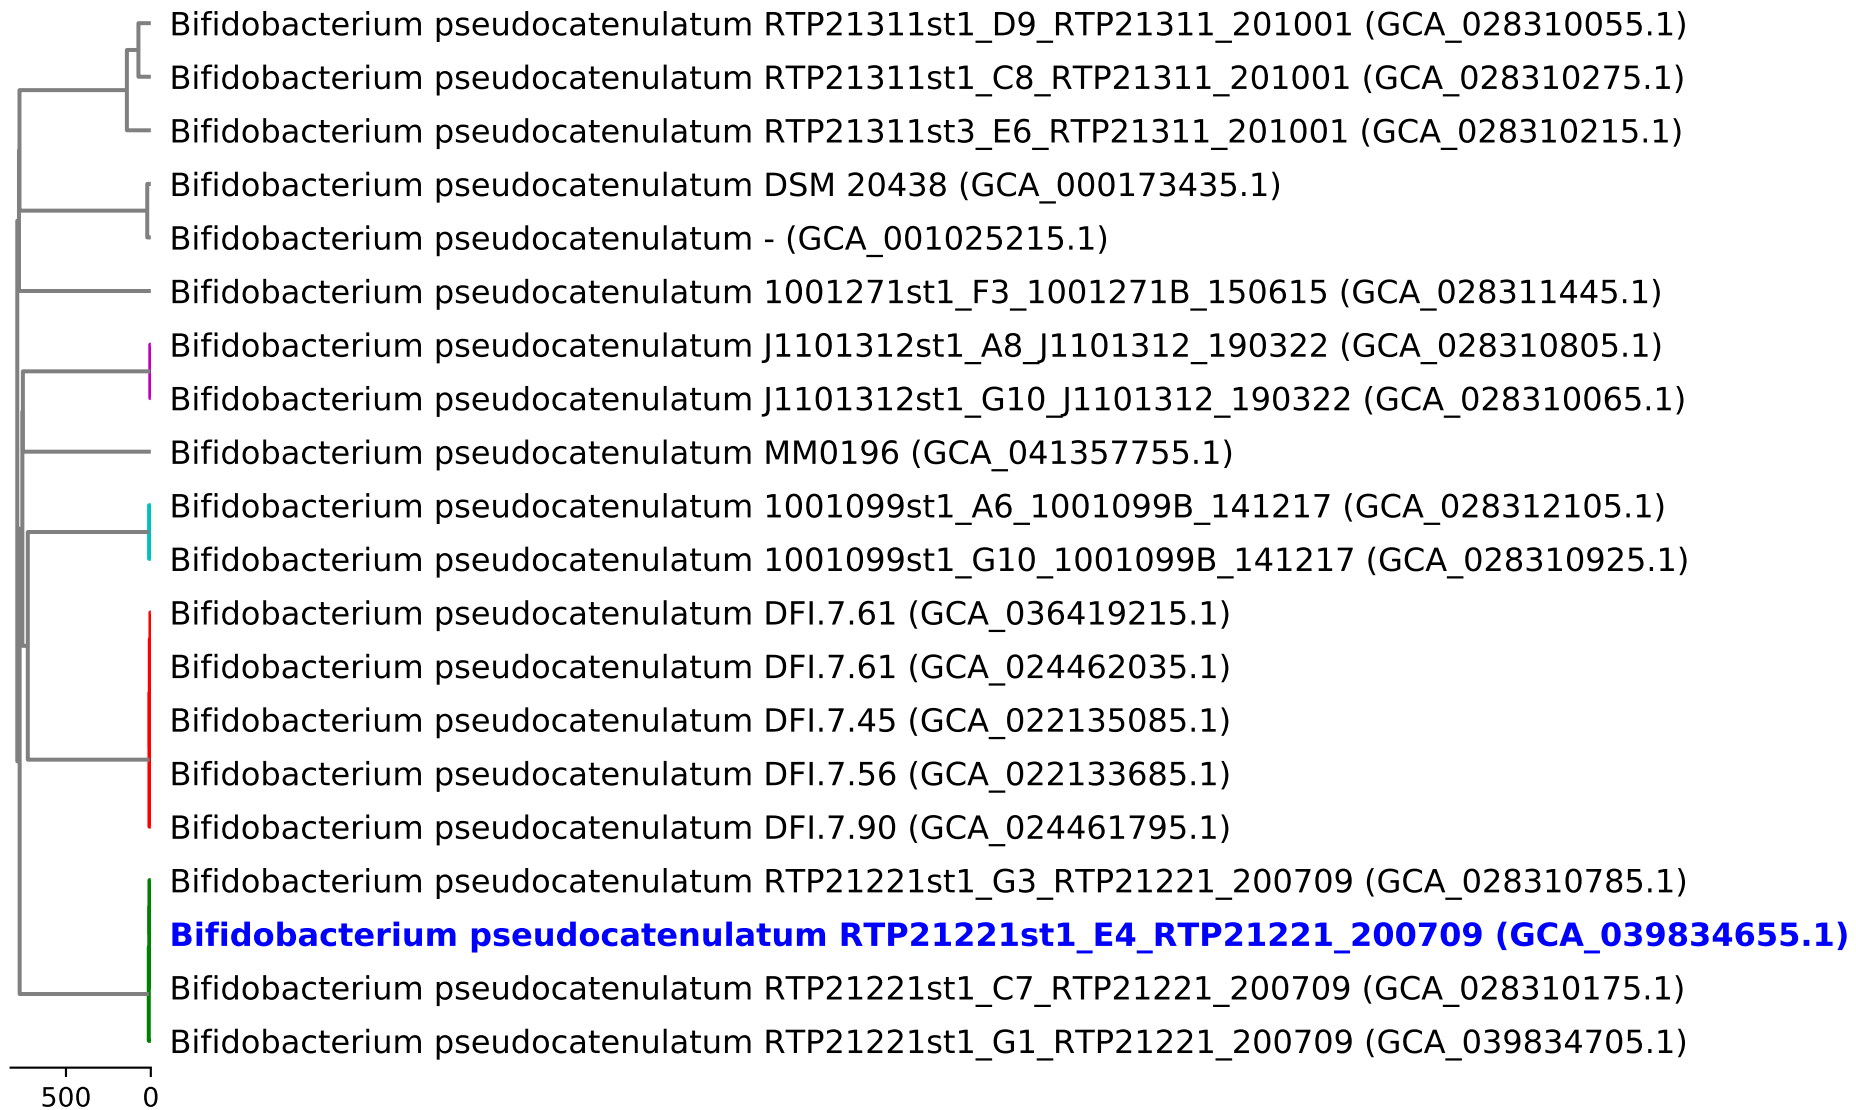 Bifidobacterium pseudocatenulatum RTP21311st1_D9_RTP21311_201001 (GCA_028310055.1)
Bifidobacterium pseudocatenulatum RTP21311st1_C8_RTP21311_201001 (GCA_028310275.1)
Bifidobacterium pseudocatenulatum RTP21311st3_E6_RTP21311_201001 (GCA_028310215.1)
Bifidobacterium pseudocatenulatum DSM 20438 (GCA_000173435.1)
Bifidobacterium pseudocatenulatum - (GCA_001025215.1)
Bifidobacterium pseudocatenulatum 1001271st1_F3_1001271B_150615 (GCA_028311445.1)
Bifidobacterium pseudocatenulatum J1101312st1_A8_J1101312_190322 (GCA_028310805.1)
Bifidobacterium pseudocatenulatum J1101312st1_G10_J1101312_190322 (GCA_028310065.1)
Bifidobacterium pseudocatenulatum MM0196 (GCA_041357755.1)
Bifidobacterium pseudocatenulatum 1001099st1_A6_1001099B_141217 (GCA_028312105.1)
Bifidobacterium pseudocatenulatum 1001099st1_G10_1001099B_141217 (GCA_028310925.1)
Bifidobacterium pseudocatenulatum DFI.7.61 (GCA_036419215.1)
Bifidobacterium pseudocatenulatum DFI.7.61 (GCA_024462035.1)
Bifidobacterium pseudocatenulatum DFI.7.45 (GCA_022135085.1)
Bifidobacterium pseudocatenulatum DFI.7.56 (GCA_022133685.1)
Bifidobacterium pseudocatenulatum DFI.7.90 (GCA_024461795.1)
Bifidobacterium pseudocatenulatum RTP21221st1_G3_RTP21221_200709 (GCA_028310785.1)
Bifidobacterium pseudocatenulatum RTP21221st1_E4_RTP21221_200709 (GCA_039834655.1)
Bifidobacterium pseudocatenulatum RTP21221st1_C7_RTP21221_200709 (GCA_028310175.1)
Bifidobacterium pseudocatenulatum RTP21221st1_G1_RTP21221_200709 (GCA_039834705.1)
500 0